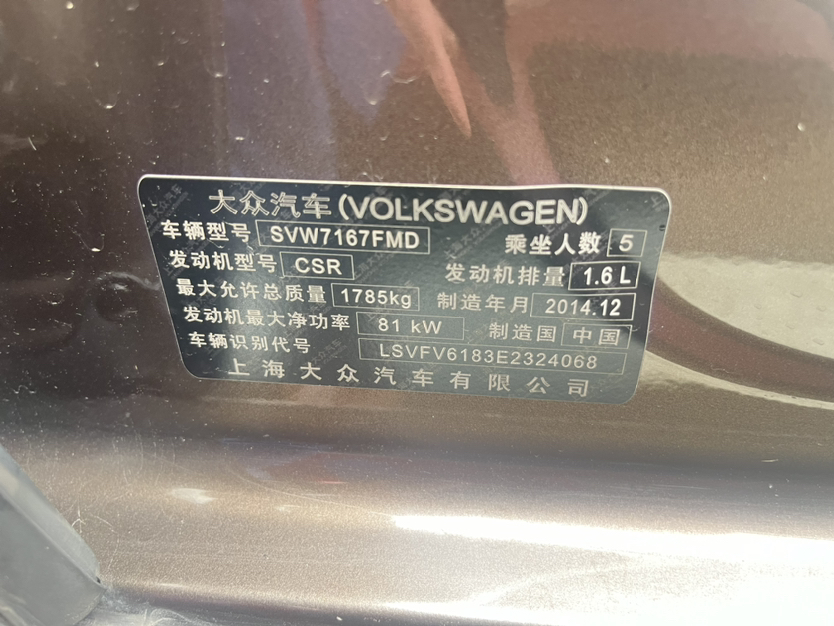 大众汽车(VOLKSWAGEN)
车辆型号 SVW7167FMD 乘坐人数 5
发动机型号 CSR 发动机排量 1.6 L
最大允许总质量 1785kg 制造年月 2014.12
发动机最大净功率 81 kW 制造国 中国
车辆识别代号 LSVFV6183E2324068
上海大众汽车有限公司